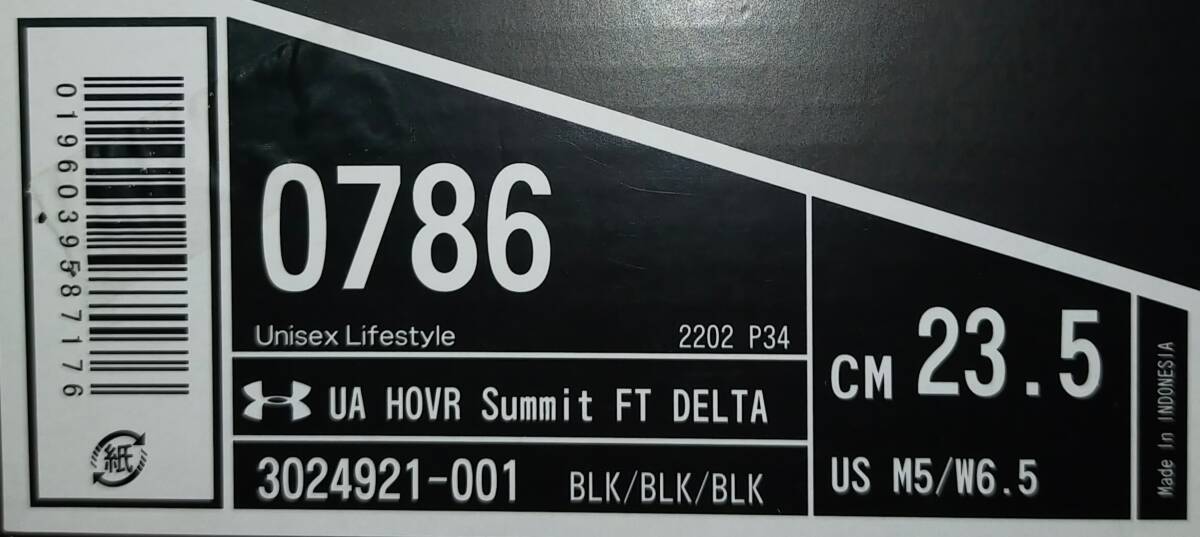 0196039587176
紙
0786
Unisex Lifestyle
2202 P34
UA HOVR Summit FT DELTA
3024921-001
BLK/BLK/BLK
CM 23.5
US M5/W6.5
Made In INDONESIA